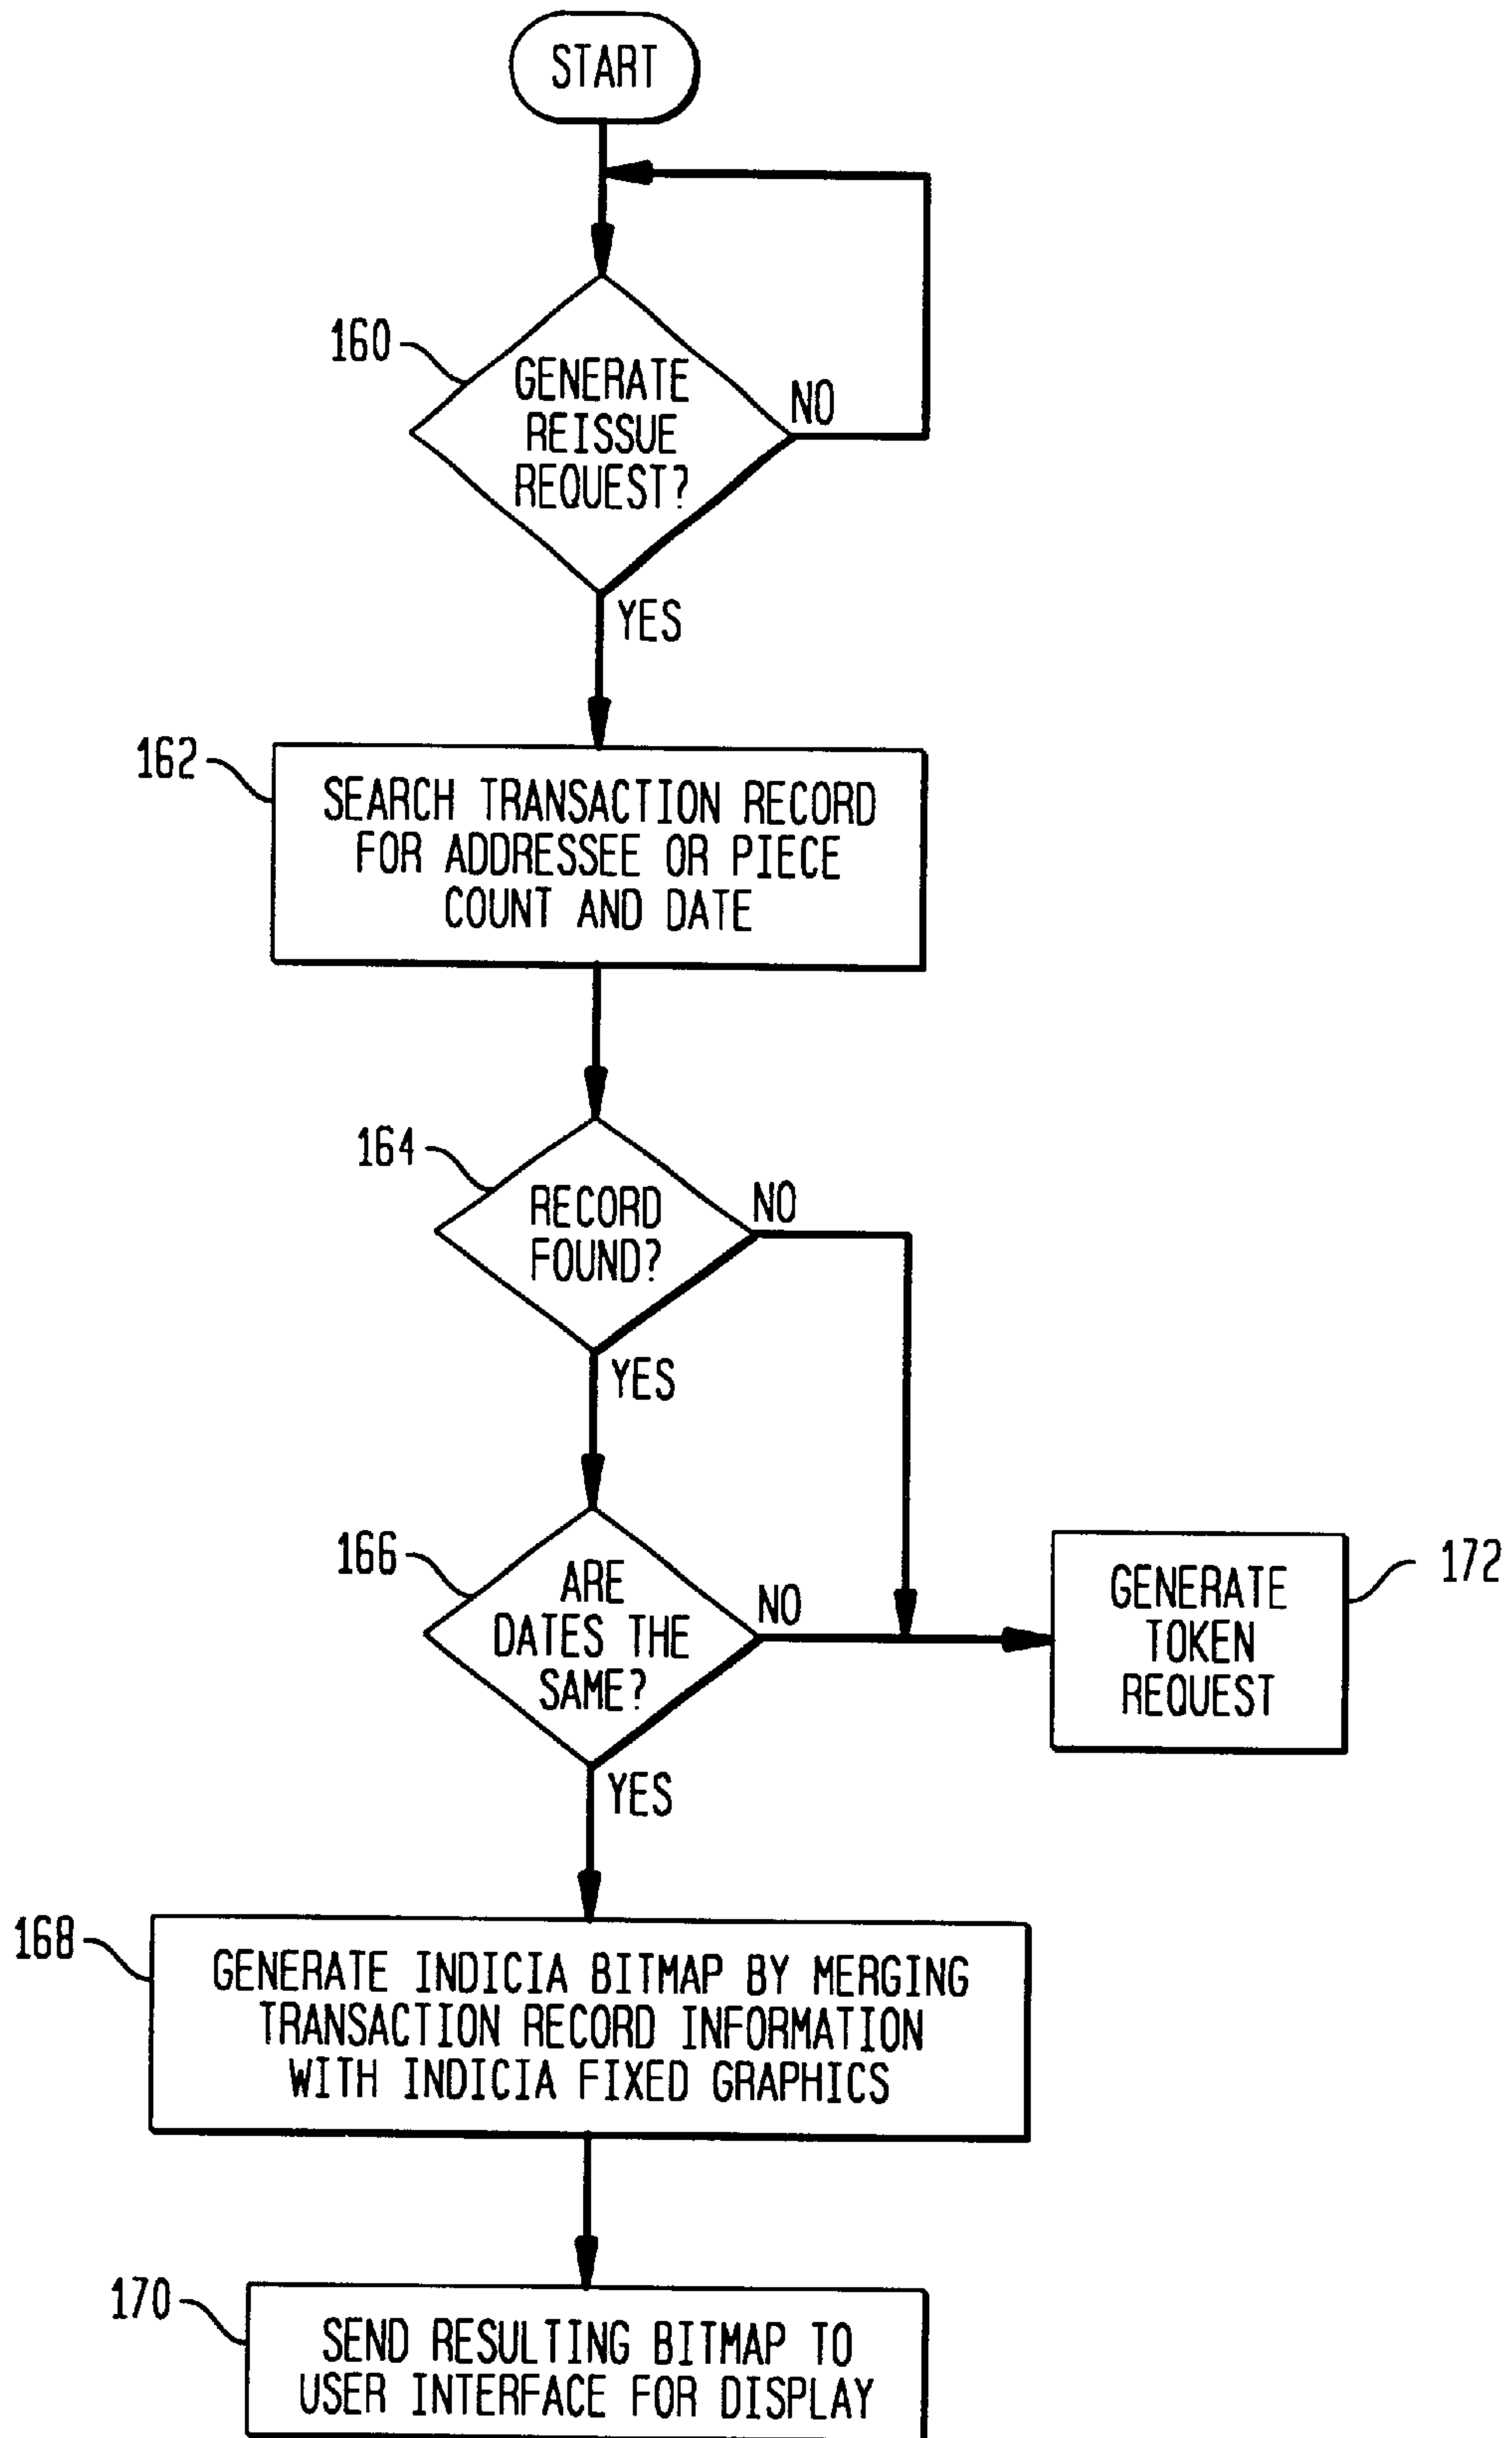 START
160
GENERATE
REISSUE
REQUEST?
NO
YES
162
SEARCH TRANSACTION RECORD
FOR ADDRESSEE OR PIECE
COUNT AND DATE
164
RECORD
FOUND?
NO
YES
166
ARE
DATES THE
SAME?
NO
YES
172
GENERATE
TOKEN
REQUEST
168
GENERATE INDICIA BITMAP BY MERGING
TRANSACTION RECORD INFORMATION
WITH INDICIA FIXED GRAPHICS
170
SEND RESULTING BITMAP TO
USER INTERFACE FOR DISPLAY